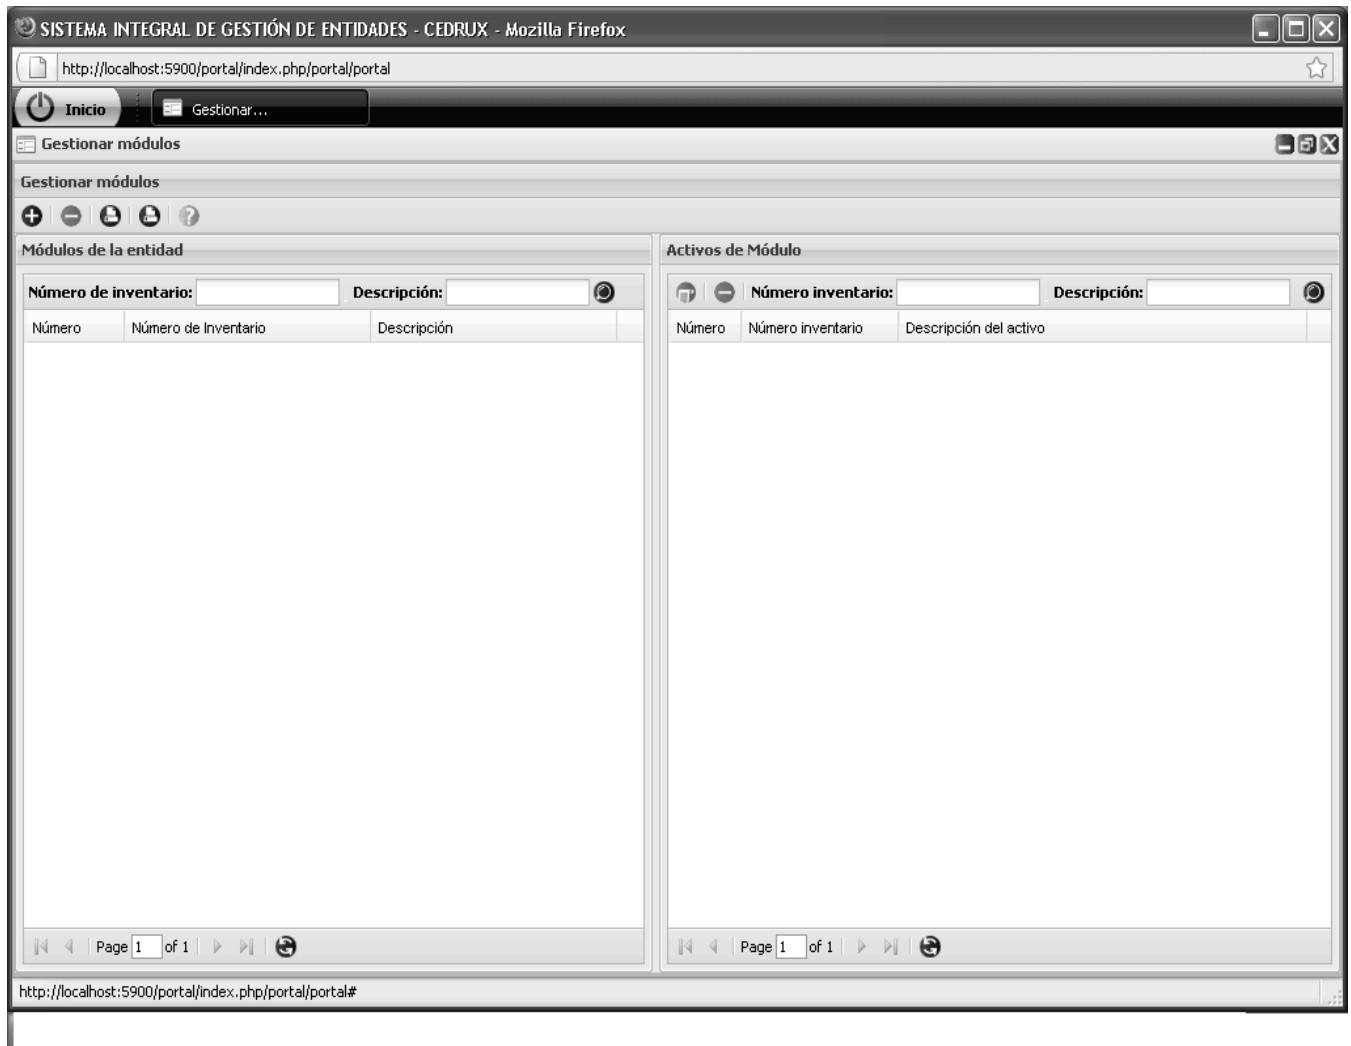 SISTEMA INTEGRAL DE GESTIÓN DE ENTIDADES - CEDRUX - Mozilla Firefox
http://localhost:5900/portal/index.php/portal/portal
Inicio Gestionar...
Gestionar módulos
Gestionar módulos
Módulos de la entidad
Número de inventario: Descripción:
Número Número de Inventario Descripción
Page 1 of 1
Activos de Módulo
Número inventario: Descripción:
Número Número inventario Descripción del activo
Page 1 of 1
http://localhost:5900/portal/index.php/portal/portal#